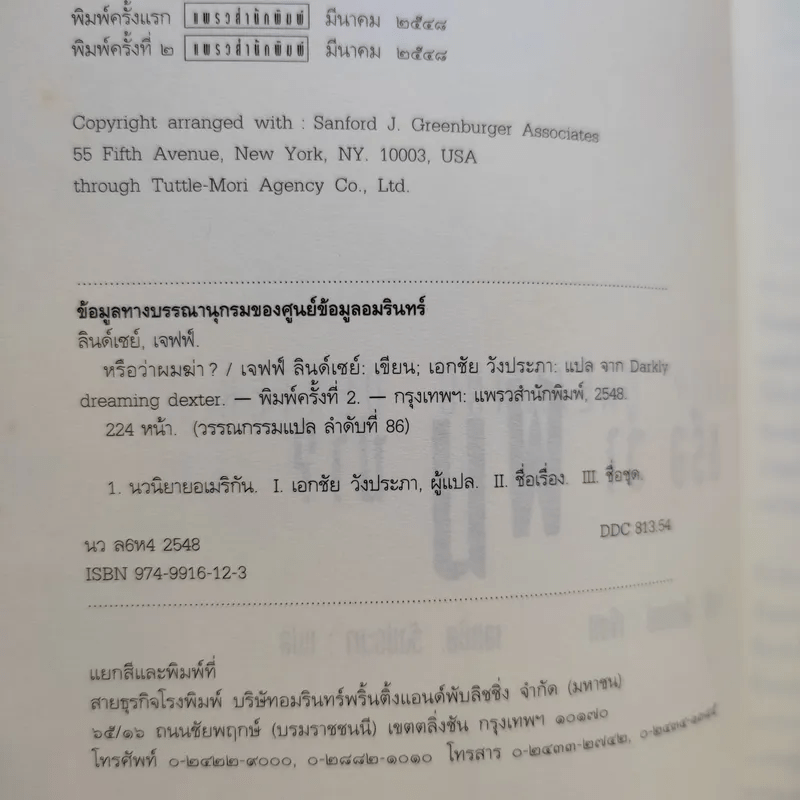 พิมพ์ครั้งแรก แพรวสำนักพิมพ์ มีนาคม ๒๕๔๘
พิมพ์ครั้งที่ ๒ แพรวสำนักพิมพ์ มีนาคม ๒๕๔๘
Copyright arranged with : Sanford J. Greenburger Associates
55 Fifth Avenue, New York, NY. 10003, USA
through Tuttle-Mori Agency Co., Ltd.
ข้อมูลทางบรรณานุกรมของศูนย์ข้อมูลอมรินทร์
ลินด์เซย์, เจฟฟ์.
หรือว่าผมฆ่า ? / เจฟฟ์ ลินด์เซย์: เขียน; เอกชัย วังประภา: แปล จาก Darkly
dreaming dexter. — พิมพ์ครั้งที่ 2. — กรุงเทพฯ: แพรวสำนักพิมพ์, 2548.
224 หน้า. (วรรณกรรมแปล ลำดับที่ 86)
1. นวนิยายอเมริกัน. I. เอกชัย วังประภา, ผู้แปล. II. ชื่อเรื่อง. III. ชื่อชุด.
DDC 813.54
นว ล6ห4 2548
ISBN 974-9916-12-3
แยกสีและพิมพ์ที่
สายธุรกิจโรงพิมพ์ บริษัทอมรินทร์พริ้นติ้งแอนด์พับลิชชิ่ง จำกัด (มหาชน)
๖๕/๑๖ ถนนชัยพฤกษ์ (บรมราชชนนี) เขตตลิ่งชัน กรุงเทพฯ ๑๐๑๗๐
โทรศัพท์ ๐-๒๔๒๒-๙๐๐๐, ๐-๒๘๘๒-๑๐๑๐ โทรสาร ๐-๒๔๓๓-๒๗๔๒,